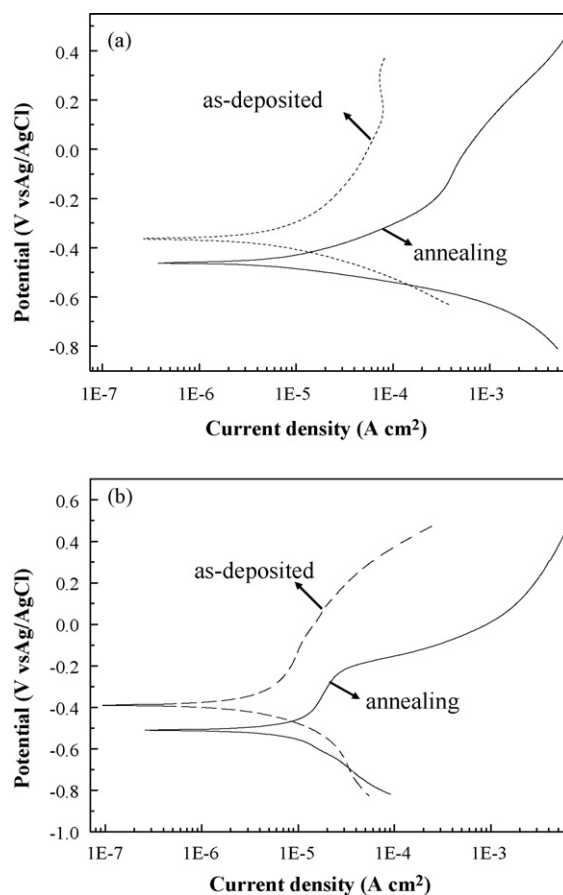 (a)
0.4
0.2
as-deposited
0.0
-0.2
annealing
-0.4
-0.6
-0.8
Potential (V vsAg/AgCl)
1E-7 1E-6 1E-5 1E-4 1E-3
Current density (A cm²)
(b)
0.6
0.4
as-deposited
0.2
0.0
-0.2
annealing
-0.4
-0.6
-0.8
-1.0
Potential (V vsAg/AgCl)
1E-7 1E-6 1E-5 1E-4 1E-3
Current density (A cm²)